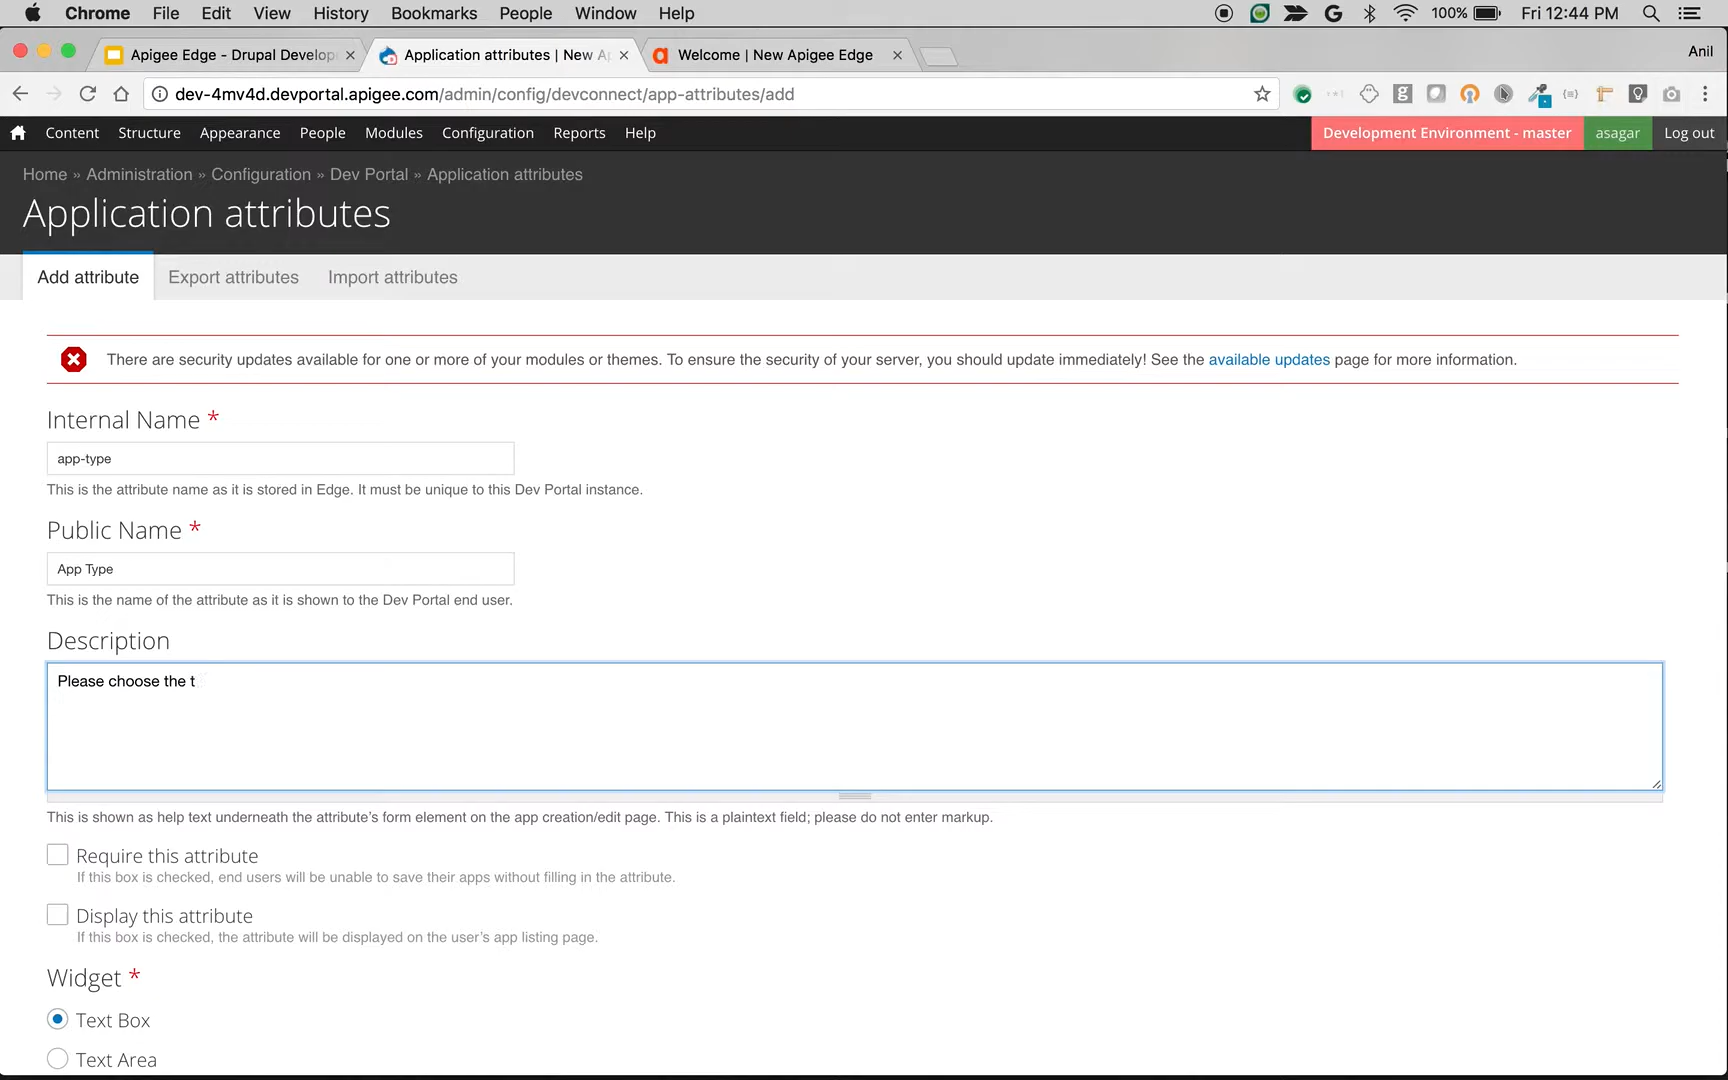 Chrome File Edit View History Bookmarks People Window Help 100% Fri 12:44 PM
Apigee Edge - Drupal Develop Application attributes | New Ap Welcome | New Apigee Edge Anil
dev-4mv4d.devportal.apigee.com/admin/config/devconnect/app-attributes/add
Content Structure Appearance People Modules Configuration Reports Help Development Environment - master asagar Log out
Home » Administration » Configuration » Dev Portal » Application attributes
Application attributes
Add attribute Export attributes Import attributes
There are security updates available for one or more of your modules or themes. To ensure the security of your server, you should update immediately! See the available updates page for more information.
Internal Name *
app-type
This is the attribute name as it is stored in Edge. It must be unique to this Dev Portal instance.
Public Name *
App Type
This is the name of the attribute as it is shown to the Dev Portal end user.
Description
Please choose the t
This is shown as help text underneath the attribute’s form element on the app creation/edit page. This is a plaintext field; please do not enter markup.
Require this attribute
If this box is checked, end users will be unable to save their apps without filling in the attribute.
Display this attribute
If this box is checked, the attribute will be displayed on the user’s app listing page.
Widget *
Text Box
Text Area